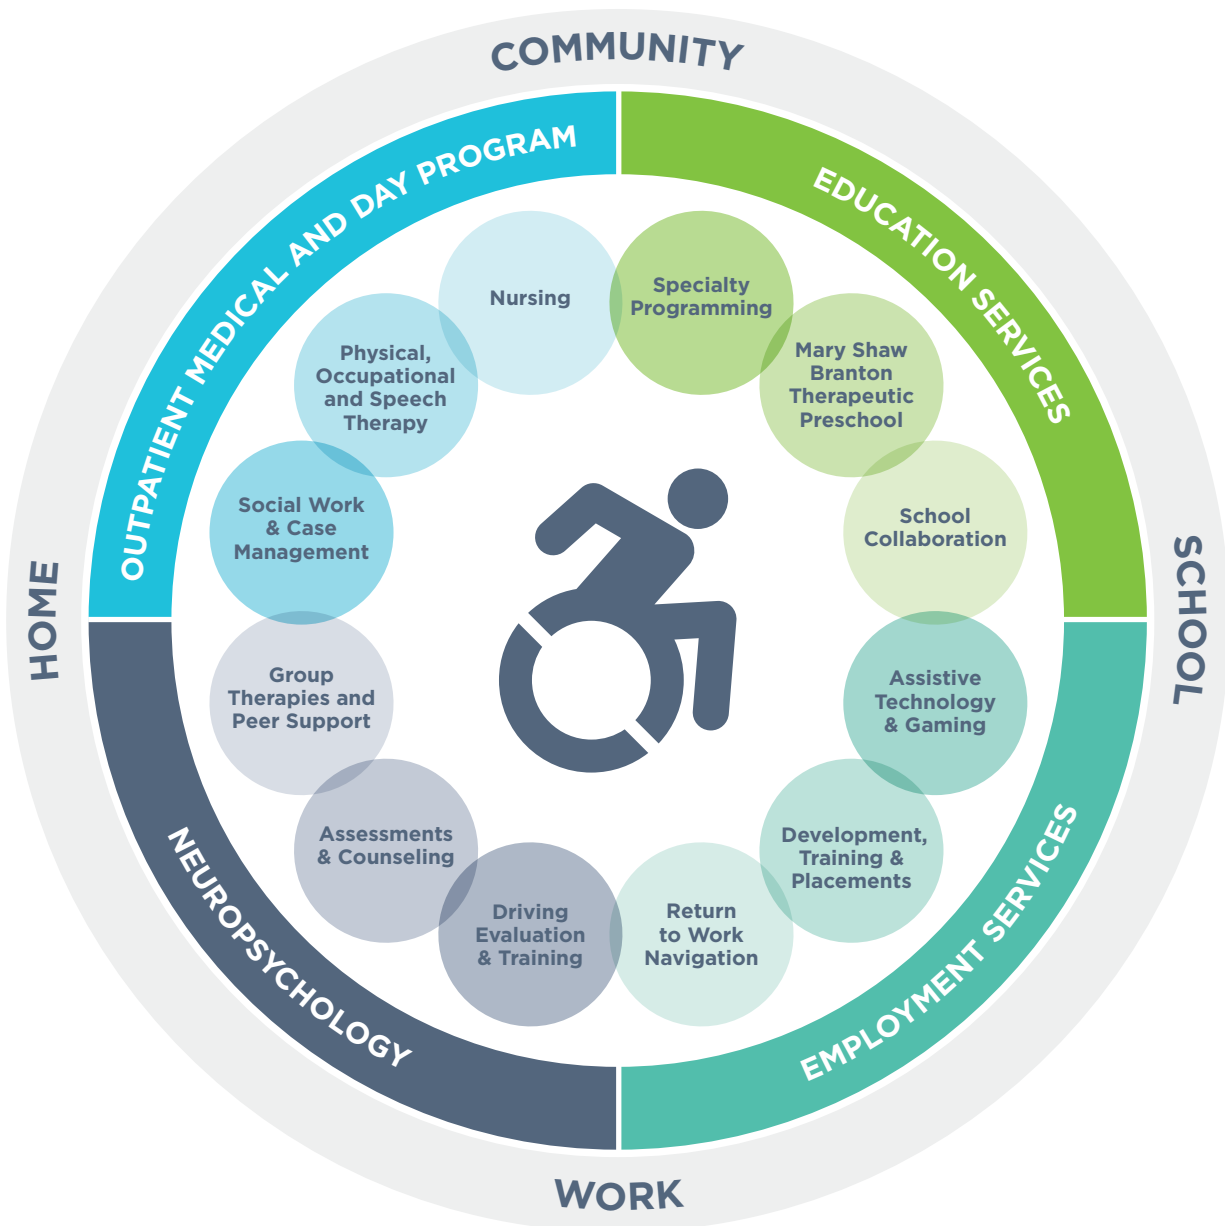 COMMUNITY
OUTPATIENT MEDICAL AND DAY PROGRAM
EDUCATION SERVICES
Nursing
Specialty
Programming
Physical,
Occupational
and Speech
Therapy
Mary Shaw
Branton
Therapeutic
Preschool
Social Work
& Case
Management
School
Collaboration
HOME
SCHOOL
Group
Therapies and
Peer Support
Assistive
Technology
& Gaming
Assessments
& Counseling
Development,
Training &
Placements
Driving
Evaluation
& Training
Return
to Work
Navigation
NEUROPSYCHOLOGY
EMPLOYMENT SERVICES
WORK